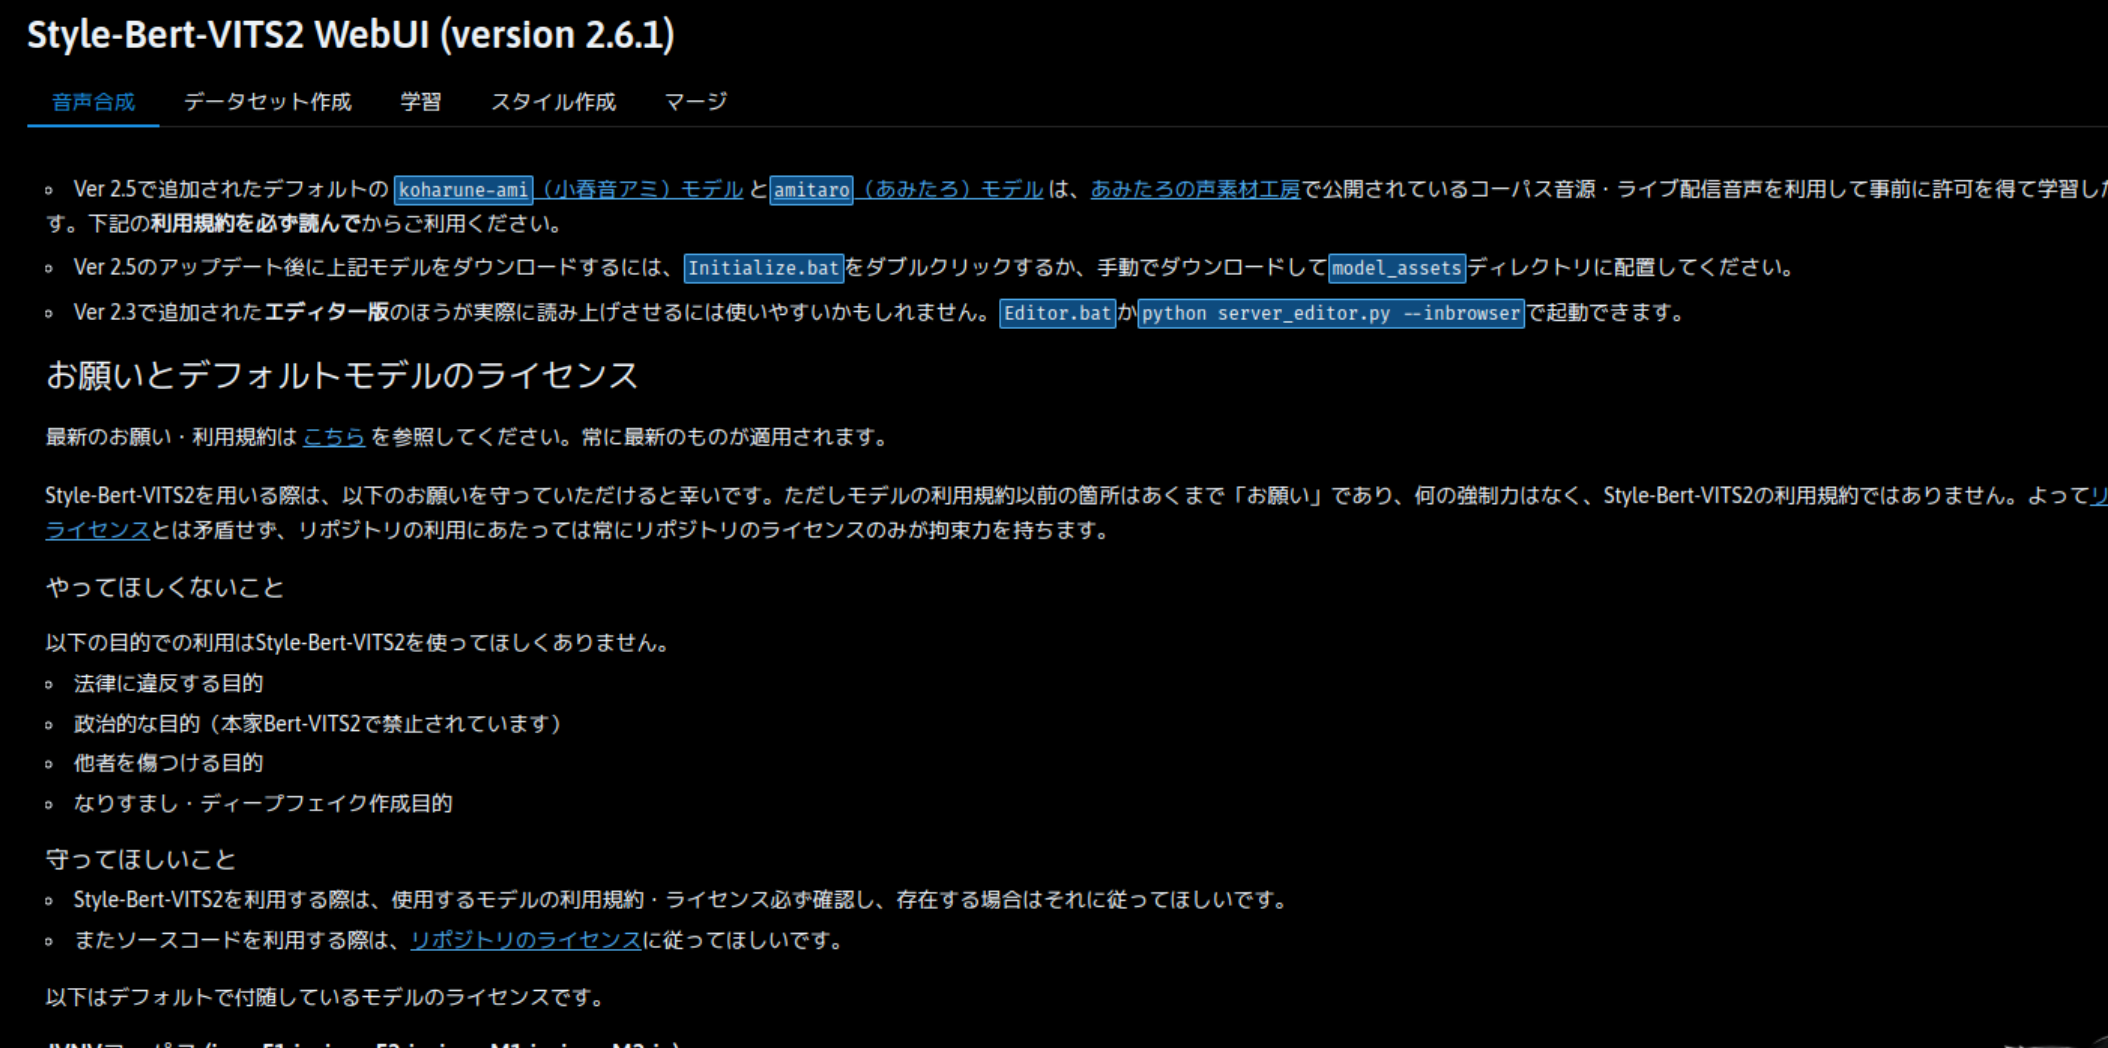 Style-Bert-VITS2 WebUI (version 2.6.1)
音声合成 データセット作成 学習 スタイル作成 マージ
Ver 2.5で追加されたデフォルトの koharune-ami（小春音アミ）モデル とamitaro（あみたろ）モデル は、あみたろの声素材工房で公開されているコーパス音源・ライブ配信音声を利用して事前に許可を得て学習し
す。下記の利用規約を必ず読んでからご利用ください。
Ver 2.5のアップデート後に上記モデルをダウンロードするには、Initialize.batをダブルクリックするか、手動でダウンロードしてmodel_assetsディレクトリに配置してください。
Ver 2.3で追加されたエディター版のほうが実際に読み上げさせるには使いやすいかもしれません。Editor.batかpython server_editor.py --inbrowserで起動できます。
お願いとデフォルトモデルのライセンス
最新のお願い・利用規約は こちら を参照してください。常に最新のものが適用されます。
Style-Bert-VITS2を用いる際は、以下のお願いを守っていただけると幸いです。ただしモデルの利用規約以前の箇所はあくまで「お願い」であり、何の強制力はなく、Style-Bert-VITS2の利用規約ではありません。よってリ
ライセンスとは矛盾せず、リポジトリの利用にあたっては常にリポジトリのライセンスのみが拘束力を持ちます。
やってほしくないこと
以下の目的での利用はStyle-Bert-VITS2を使ってほしくありません。
法律に違反する目的
政治的な目的（本家Bert-VITS2で禁止されています）
他者を傷つける目的
なりすまし・ディープフェイク作成目的
守ってほしいこと
Style-Bert-VITS2を利用する際は、使用するモデルの利用規約・ライセンス必ず確認し、存在する場合はそれに従ってほしいです。
またソースコードを利用する際は、リポジトリのライセンスに従ってほしいです。
以下はデフォルトで付随しているモデルのライセンスです。